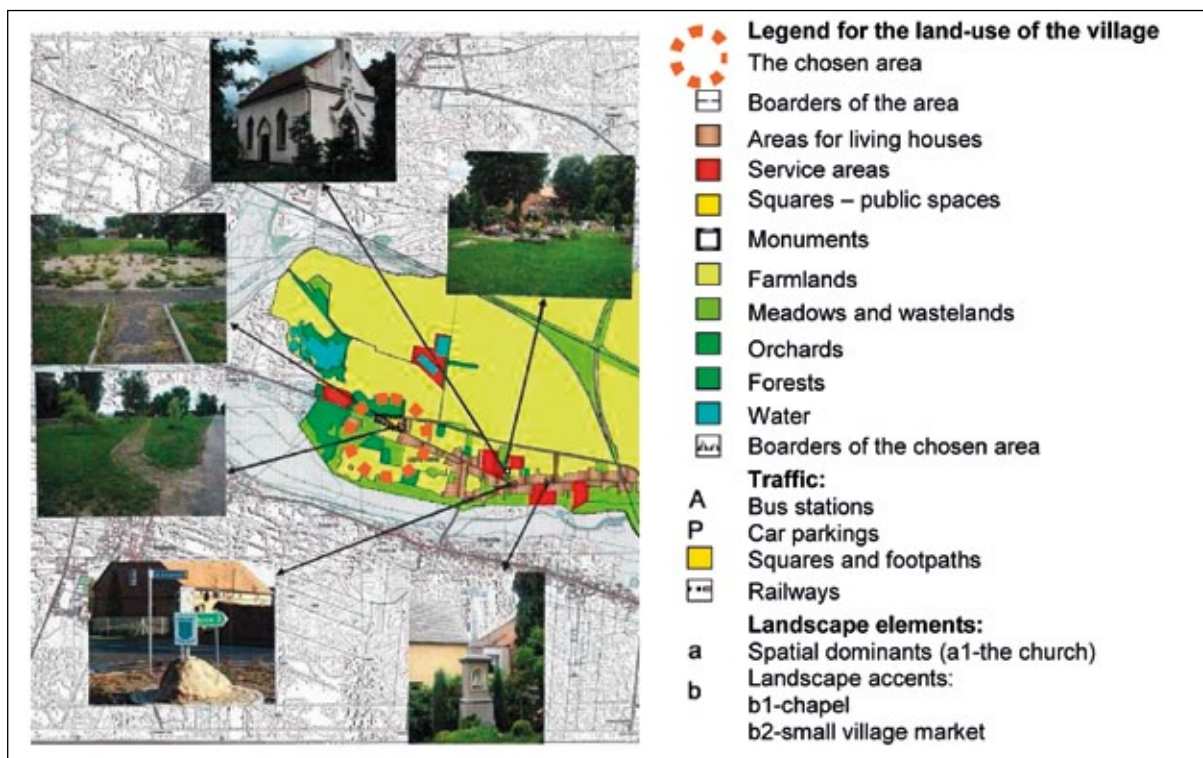 Legend for the land-use of the village
The chosen area
Boarders of the area
Areas for living houses
Service areas
Squares – public spaces
Monuments
Farmlands
Meadows and wastelands
Orchards
Forests
Water
Boarders of the chosen area
Traffic:
A Bus stations
P Car parkings
Squares and footpaths
Railways
Landscape elements:
a Spatial dominants (a1-the church)
b Landscape accents:
b1-chapel
b2-small village market